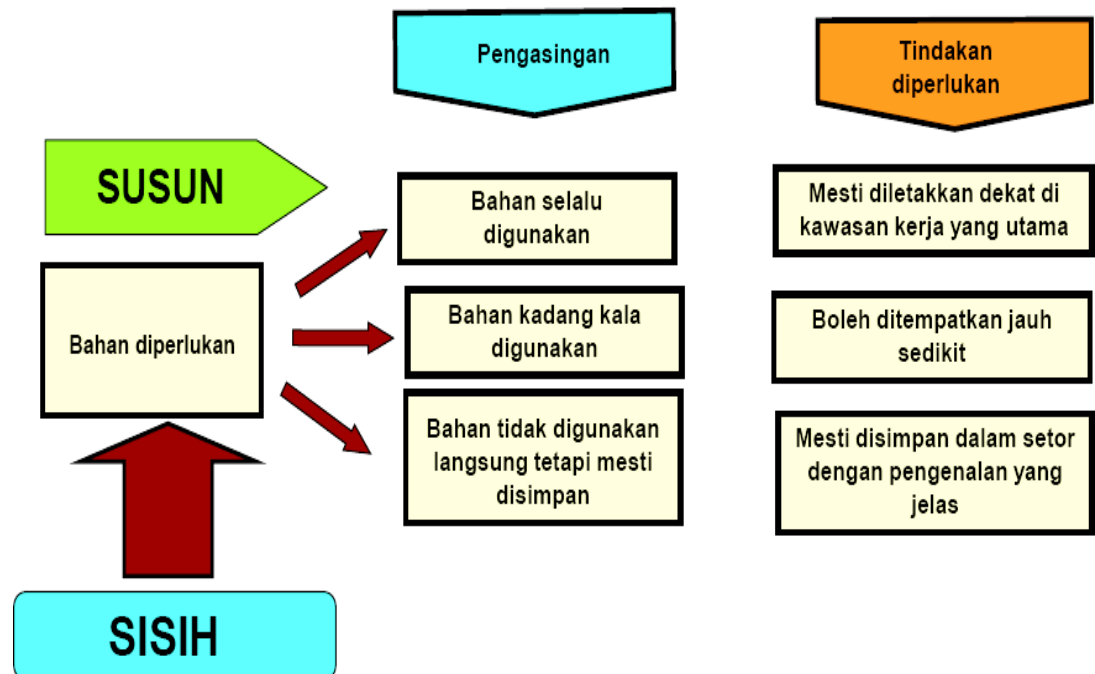 Pengasingan
Tindakan
diperlukan
SUSUN
Bahan selalu
digunakan
Mesti diletakkan dekat di
kawasan kerja yang utama
Bahan diperlukan
Bahan kadang kala
digunakan
Boleh ditempatkan jauh
sedikit
Bahan tidak digunakan
langsung tetapi mesti
disimpan
Mesti disimpan dalam setor
dengan pengenalan yang
jelas
SISIH